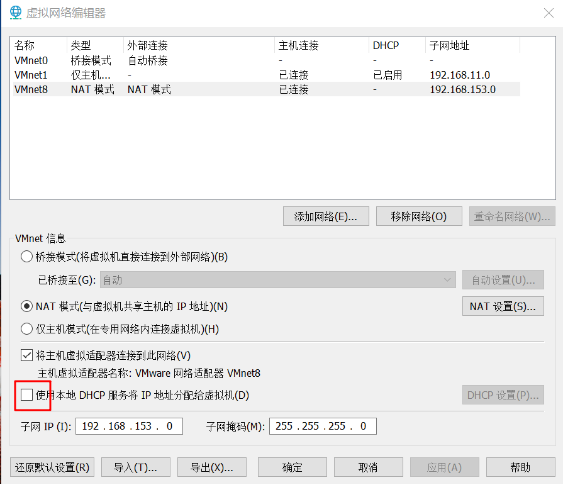 虚拟网络编辑器
名称 类型 外部连接 主机连接 DHCP 子网地址
VMnet0 桥接模式 自动桥接 - - -
VMnet1 仅主机... - 已连接 已启用 192.168.11.0
VMnet8 NAT 模式 NAT 模式 已连接 - 192.168.153.0
添加网络(E)... 移除网络(O) 重命名网络(W)...
VMnet 信息
桥接模式(将虚拟机直接连接到外部网络)(B)
已桥接至(G): 自动 自动设置(U)...
NAT 模式(与虚拟机共享主机的 IP 地址)(N) NAT 设置(S)...
仅主机模式(在专用网络内连接虚拟机)(H)
将主机虚拟适配器连接到此网络(V)
主机虚拟适配器名称: VMware 网络适配器 VMnet8
使用本地 DHCP 服务将 IP 地址分配给虚拟机(D) DHCP 设置(P)...
子网 IP (I): 192 .168 .153 . 0 子网掩码(M): 255 .255 .255 . 0
还原默认设置(R) 导入(T)... 导出(X)... 确定 取消 应用(A) 帮助